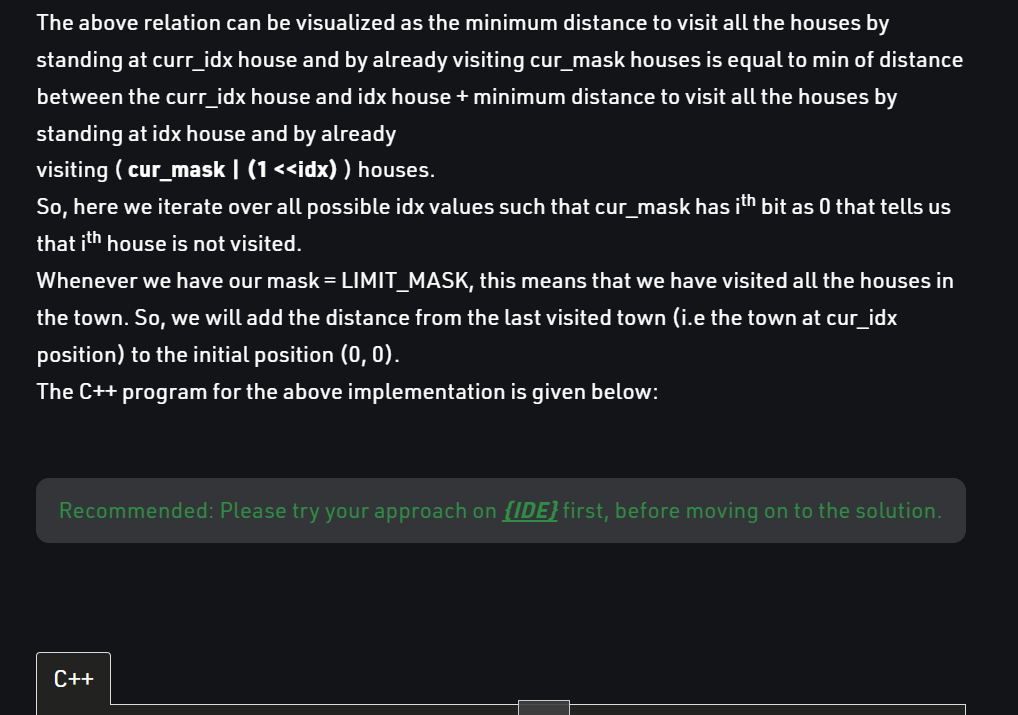 The above relation can be visualized as the minimum distance to visit all the houses by
standing at curr_idx house and by already visiting cur_mask houses is equal to min of distance
between the curr_idx house and idx house + minimum distance to visit all the houses by
standing at idx house and by already
visiting ( cur_mask | (1 <<idx) ) houses.
So, here we iterate over all possible idx values such that cur_mask has ith bit as 0 that tells us
that ith house is not visited.
Whenever we have our mask = LIMIT_MASK, this means that we have visited all the houses in
the town. So, we will add the distance from the last visited town (i.e the town at cur_idx
position) to the initial position (0, 0).
The C++ program for the above implementation is given below:
Recommended: Please try your approach on {IDE} first, before moving on to the solution.
C++